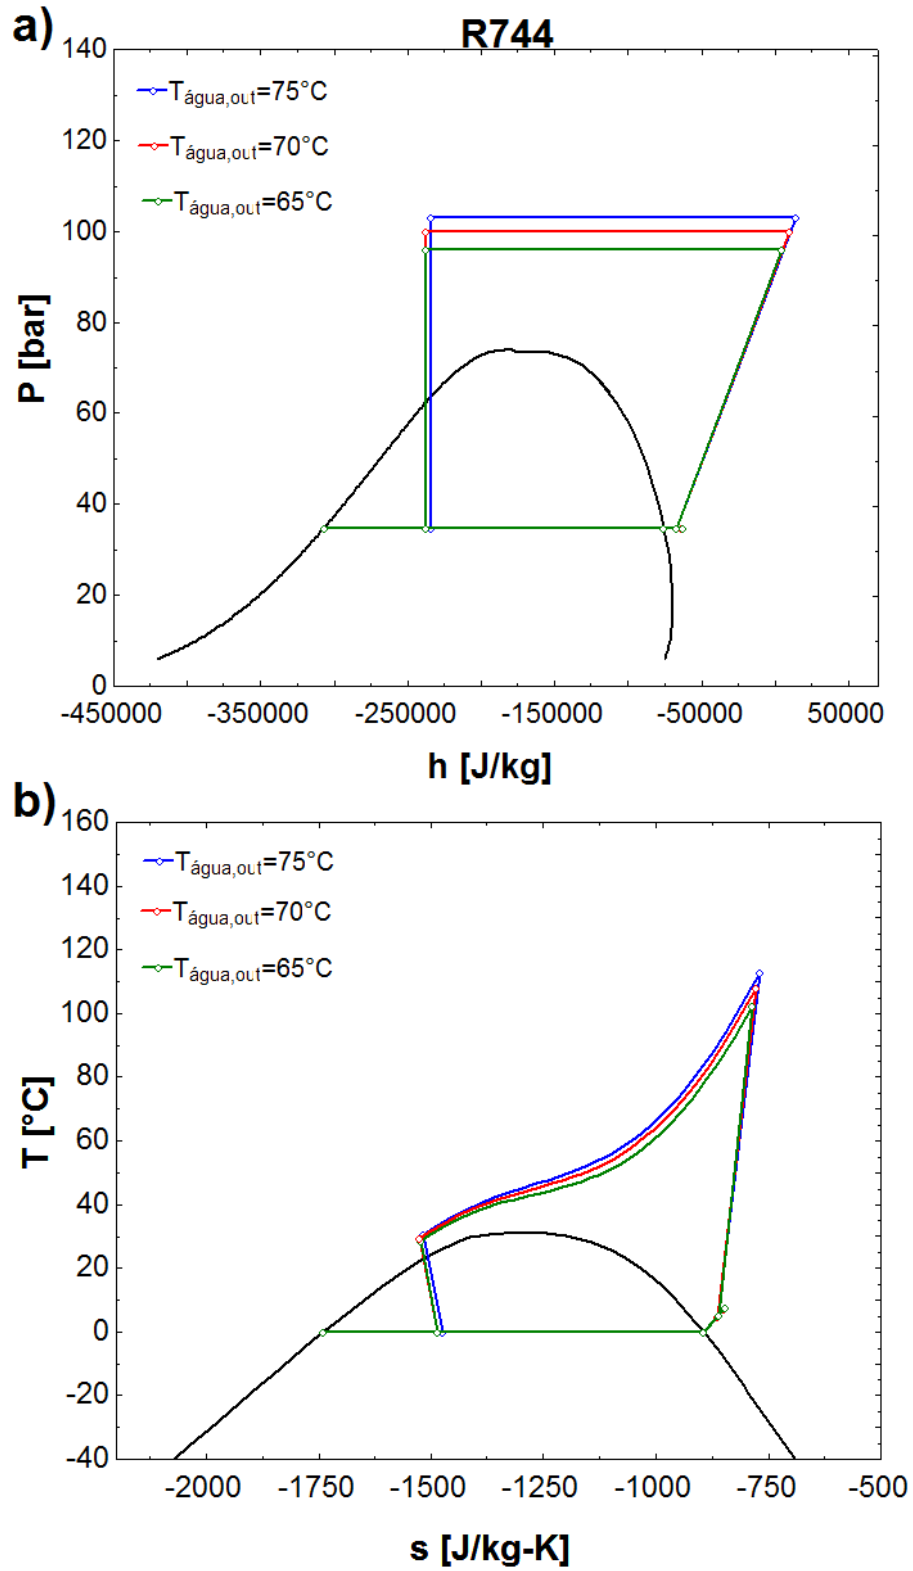 a)
R744
140
T água,out=75°C
120
T água,out=70°C
T água,out=65°C
100
80
60
40
20
0
P [bar]
-450000 -350000 -250000 -150000 -50000 50000
h [J/kg]
b)
160
T água,out=75°C
140
T água,out=70°C
120
T água,out=65°C
100
80
60
40
20
0
-20
-40
T [°C]
-2000 -1750 -1500 -1250 -1000 -750 -500
s [J/kg-K]